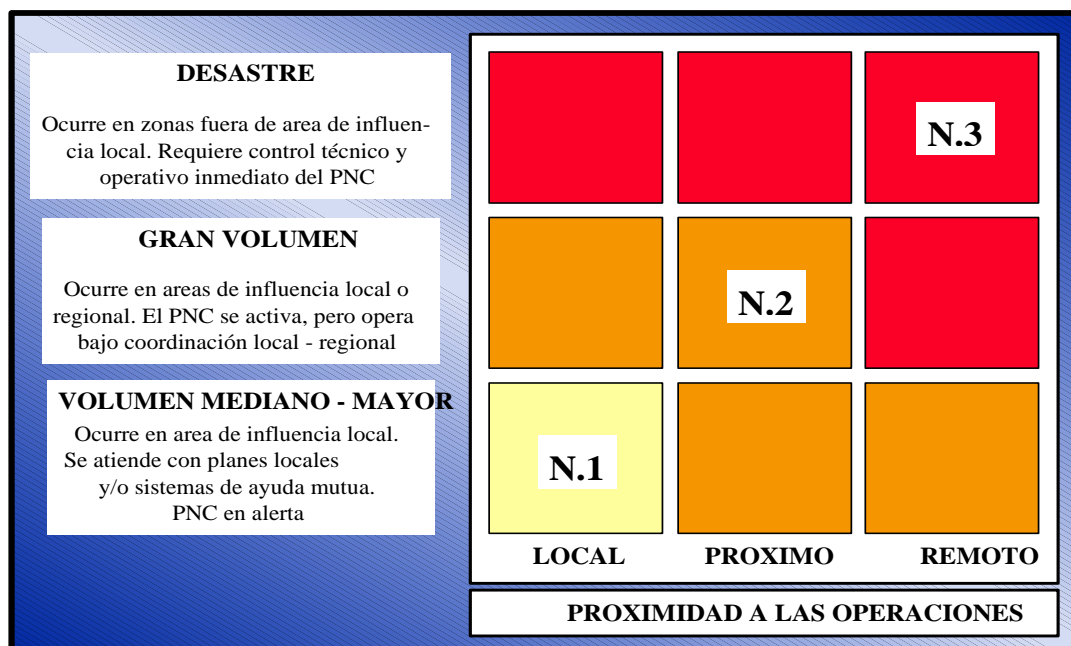 DESASTRE
Ocurre en zonas fuera de area de influen-
cia local. Requiere control técnico y
operativo inmediato del PNC
GRAN VOLUMEN
Ocurre en areas de influencia local o
regional. El PNC se activa, pero opera
bajo coordinación local - regional
VOLUMEN MEDIANO - MAYOR
Ocurre en area de influencia local.
Se atiende con planes locales
y/o sistemas de ayuda mutua.
PNC en alerta
N.3
N.2
N.1
LOCAL PROXIMO REMOTO
PROXIMIDAD A LAS OPERACIONES